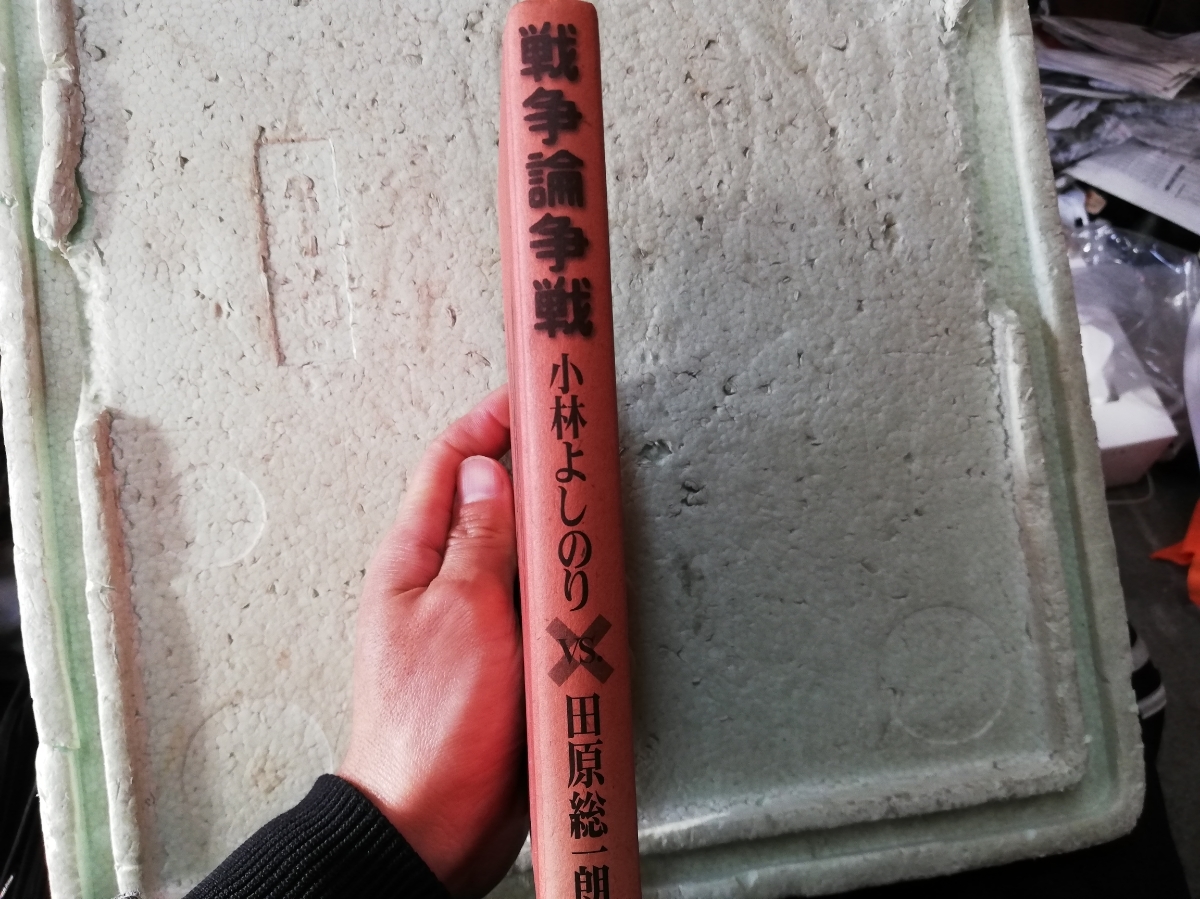 戦争論争戦
小林よしのり
vs.
田原総一朗